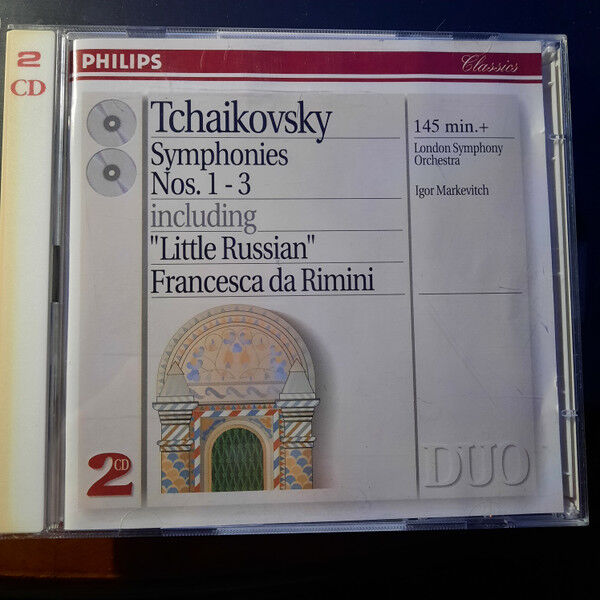 2
CD
PHILIPS
Classics
Tchaikovsky
Symphonies
Nos. 1 - 3
including
"Little Russian"
Francesca da Rimini
145 min.+
London Symphony
Orchestra
Igor Markevitch
2CD
DUO